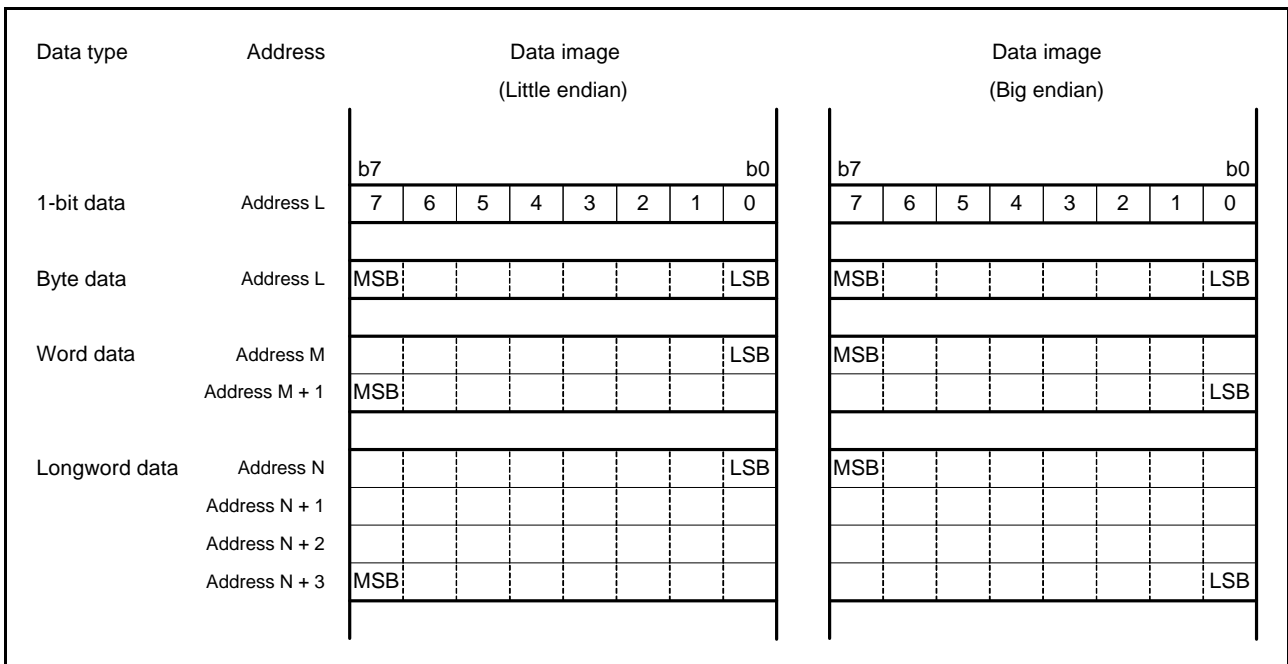 Data type Address Data image Data image
(Little endian) (Big endian)
b7 b0 b7 b0
1-bit data Address L 7 6 5 4 3 2 1 0 7 6 5 4 3 2 1 0
Byte data Address L MSB LSB MSB LSB
Word data Address M LSB MSB
Address M + 1 MSB LSB
Longword data Address N LSB MSB
Address N + 1
Address N + 2
Address N + 3 MSB LSB